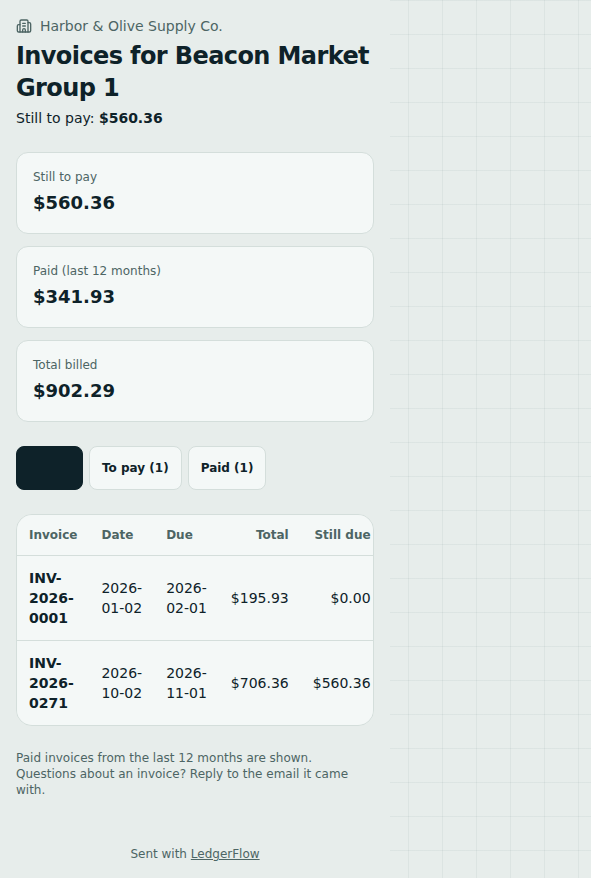 Harbor & Olive Supply Co.
Invoices for Beacon Market
Group 1
Still to pay: $560.36
Still to pay
$560.36
Paid (last 12 months)
$341.93
Total billed
$902.29
To pay (1)
Paid (1)
Invoice Date Due Total Still due
INV-
2026-
0001
2026-
01-02
2026-
02-01
$195.93
$0.00
INV-
2026-
0271
2026-
10-02
2026-
11-01
$706.36
$560.36
Paid invoices from the last 12 months are shown.
Questions about an invoice? Reply to the email it came
with.
Sent with LedgerFlow